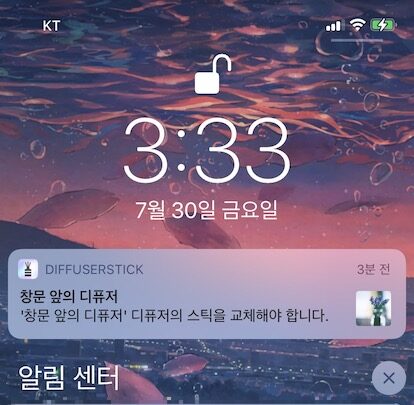 KT
3:33
7월 30일 금요일
DIFFUSERSTICK 3분 전
창문 앞의 디퓨저
'창문 앞의 디퓨저' 디퓨저의 스틱을 교체해야 합니다.
알림 센터